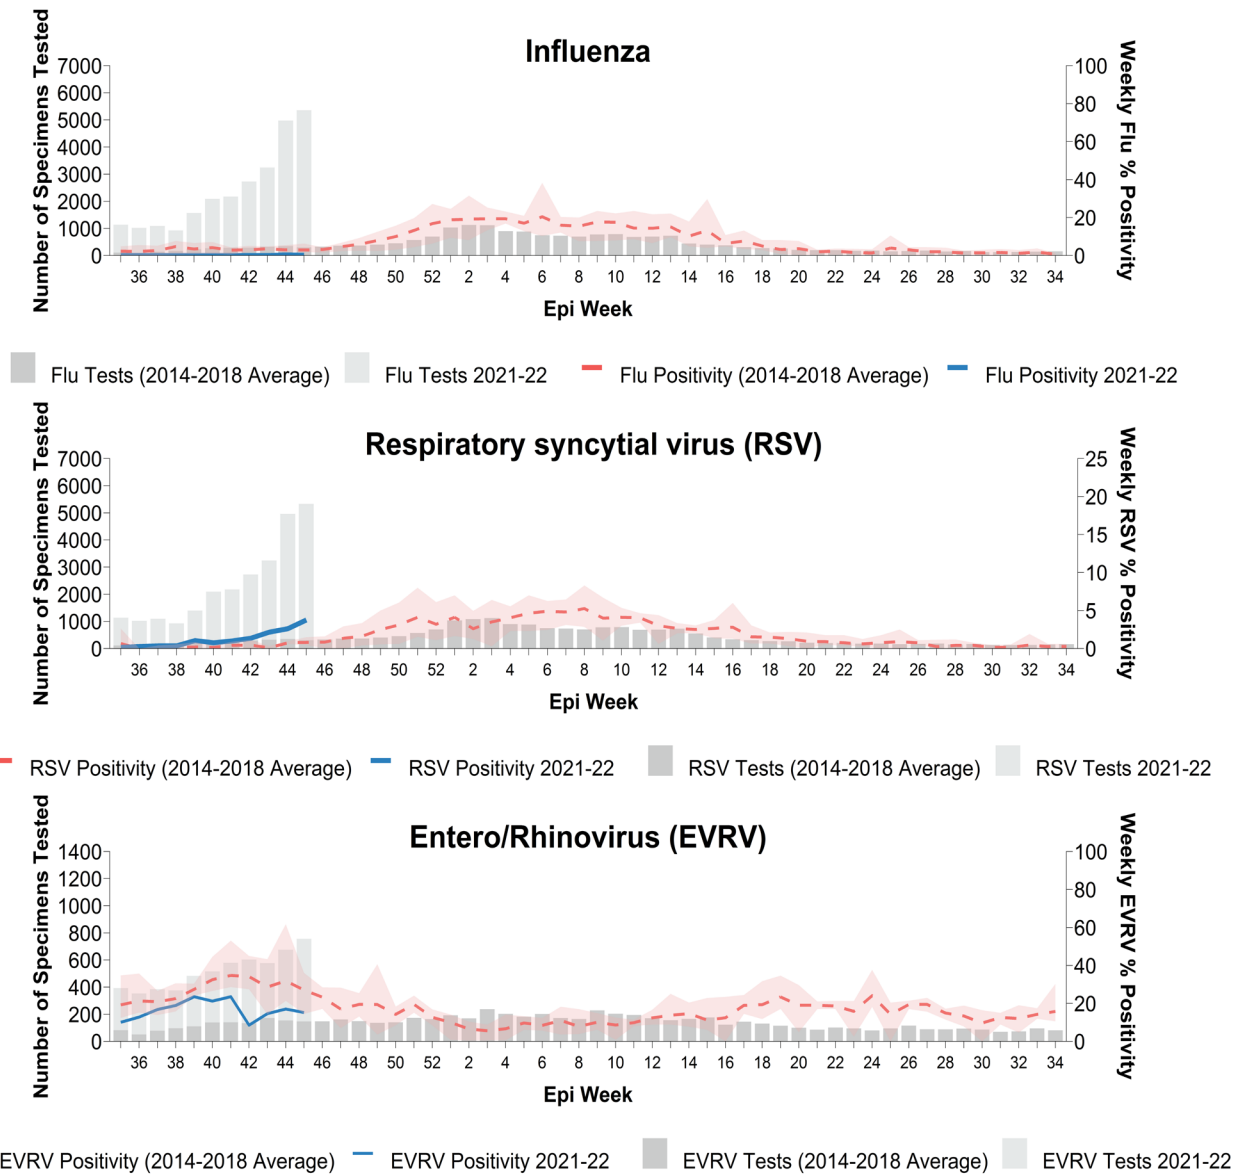 Influenza
Number of Specimens Tested
7000
6000
5000
4000
3000
2000
1000
0
100
80
60
40
20
0
Weekly Flu % Positivity
36 38 40 42 44 46 48 50 52 2 4 6 8 10 12 14 16 18 20 22 24 26 28 30 32 34
Epi Week
Flu Tests (2014-2018 Average) Flu Tests 2021-22 Flu Positivity (2014-2018 Average) Flu Positivity 2021-22
Respiratory syncytial virus (RSV)
Number of Specimens Tested
7000
6000
5000
4000
3000
2000
1000
0
25
20
15
10
5
0
Weekly RSV % Positivity
36 38 40 42 44 46 48 50 52 2 4 6 8 10 12 14 16 18 20 22 24 26 28 30 32 34
Epi Week
RSV Positivity (2014-2018 Average) RSV Positivity 2021-22 RSV Tests (2014-2018 Average) RSV Tests 2021-22
Entero/Rhinovirus (EVRV)
Number of Specimens Tested
1400
1200
1000
800
600
400
200
0
100
80
60
40
20
0
Weekly EVRV % Positivity
36 38 40 42 44 46 48 50 52 2 4 6 8 10 12 14 16 18 20 22 24 26 28 30 32 34
Epi Week
EVRV Positivity (2014-2018 Average) EVRV Positivity 2021-22 EVRV Tests (2014-2018 Average) EVRV Tests 2021-22